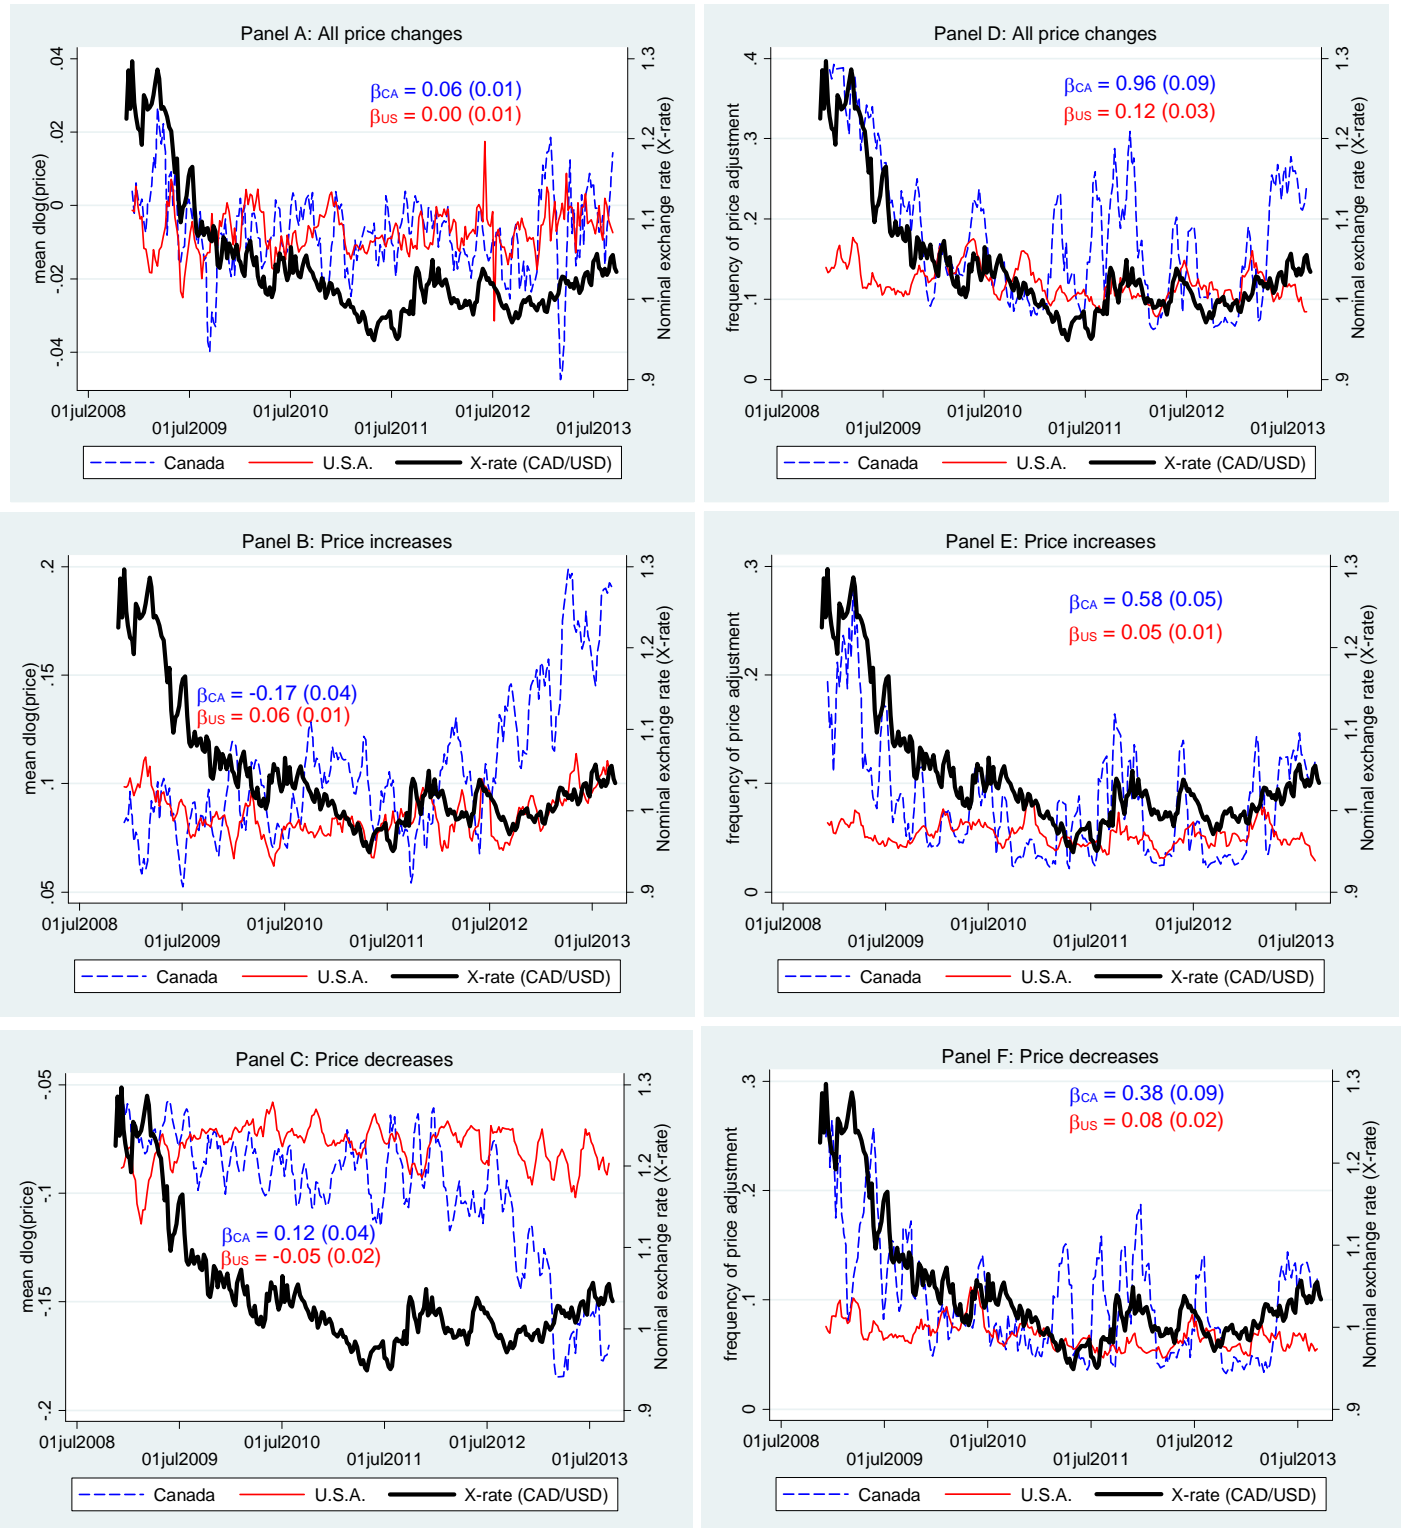 Panel A: All price changes
βCA = 0.06 (0.01)
βUS = 0.00 (0.01)
mean dlog(price)
.04
.02
0
-.02
-.04
Nominal exchange rate (X-rate)
1.3
1.2
1.1
1
.9
01jul2008 01jul2010 01jul2012
01jul2009 01jul2011 01jul2013
Canada U.S.A. X-rate (CAD/USD)
Panel D: All price changes
βCA = 0.96 (0.09)
βUS = 0.12 (0.03)
frequency of price adjustment
.4
.3
.2
.1
0
Nominal exchange rate (X-rate)
1.3
1.2
1.1
1
.9
01jul2008 01jul2010 01jul2012
01jul2009 01jul2011 01jul2013
Canada U.S.A. X-rate (CAD/USD)
Panel B: Price increases
βCA = -0.17 (0.04)
βUS = 0.06 (0.01)
mean dlog(price)
.2
.15
.1
.05
Nominal exchange rate (X-rate)
1.3
1.2
1.1
1
.9
01jul2008 01jul2010 01jul2012
01jul2009 01jul2011 01jul2013
Canada U.S.A. X-rate (CAD/USD)
Panel E: Price increases
βCA = 0.58 (0.05)
βUS = 0.05 (0.01)
frequency of price adjustment
.3
.2
.1
0
Nominal exchange rate (X-rate)
1.3
1.2
1.1
1
.9
01jul2008 01jul2010 01jul2012
01jul2009 01jul2011 01jul2013
Canada U.S.A. X-rate (CAD/USD)
Panel C: Price decreases
βCA = 0.12 (0.04)
βUS = -0.05 (0.02)
mean dlog(price)
-.05
-.1
-.15
-.2
Nominal exchange rate (X-rate)
1.3
1.2
1.1
1
.9
01jul2008 01jul2010 01jul2012
01jul2009 01jul2011 01jul2013
Canada U.S.A. X-rate (CAD/USD)
Panel F: Price decreases
βCA = 0.38 (0.09)
βUS = 0.08 (0.02)
frequency of price adjustment
.3
.2
.1
0
Nominal exchange rate (X-rate)
1.3
1.2
1.1
1
.9
01jul2008 01jul2010 01jul2012
01jul2009 01jul2011 01jul2013
Canada U.S.A. X-rate (CAD/USD)